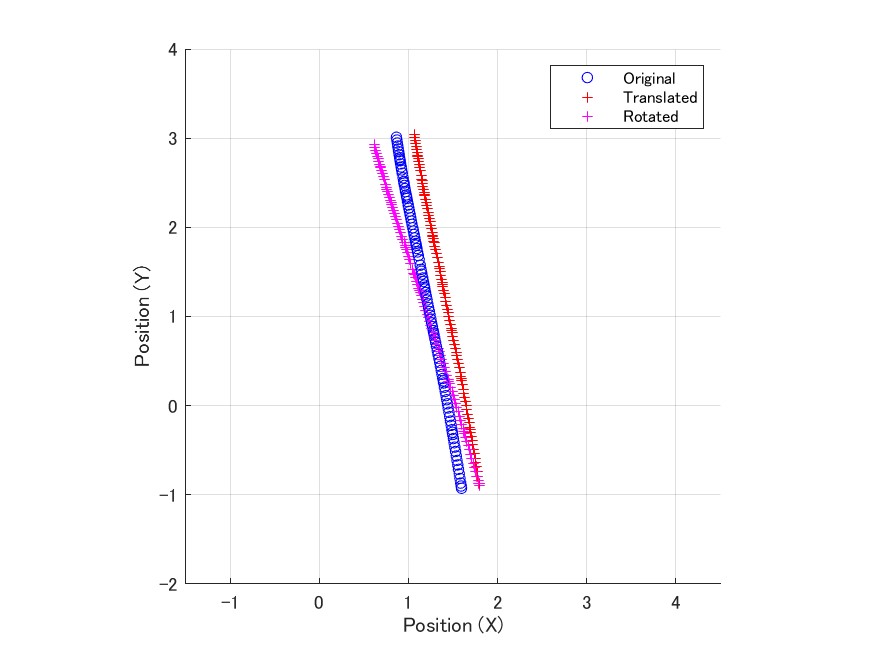 4
3
2
1
0
-1
-2
Position (Y)
-1 0 1 2 3 4
Position (X)
Original
Translated
Rotated